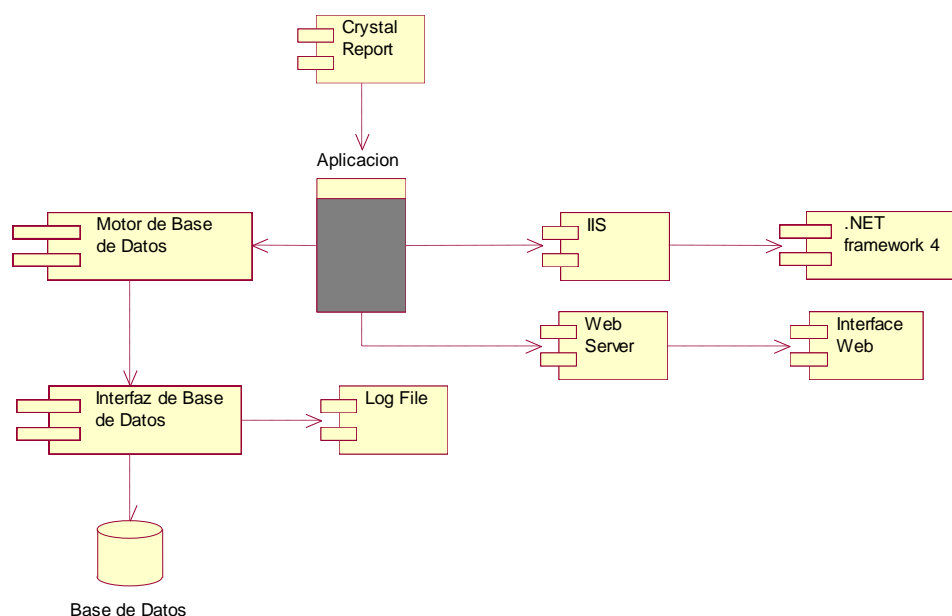 Crystal
Report
Aplicacion
Motor de Base
de Datos
IIS
.NET
framework 4
Web
Server
Interface
Web
Interfaz de Base
de Datos
Log File
Base de Datos